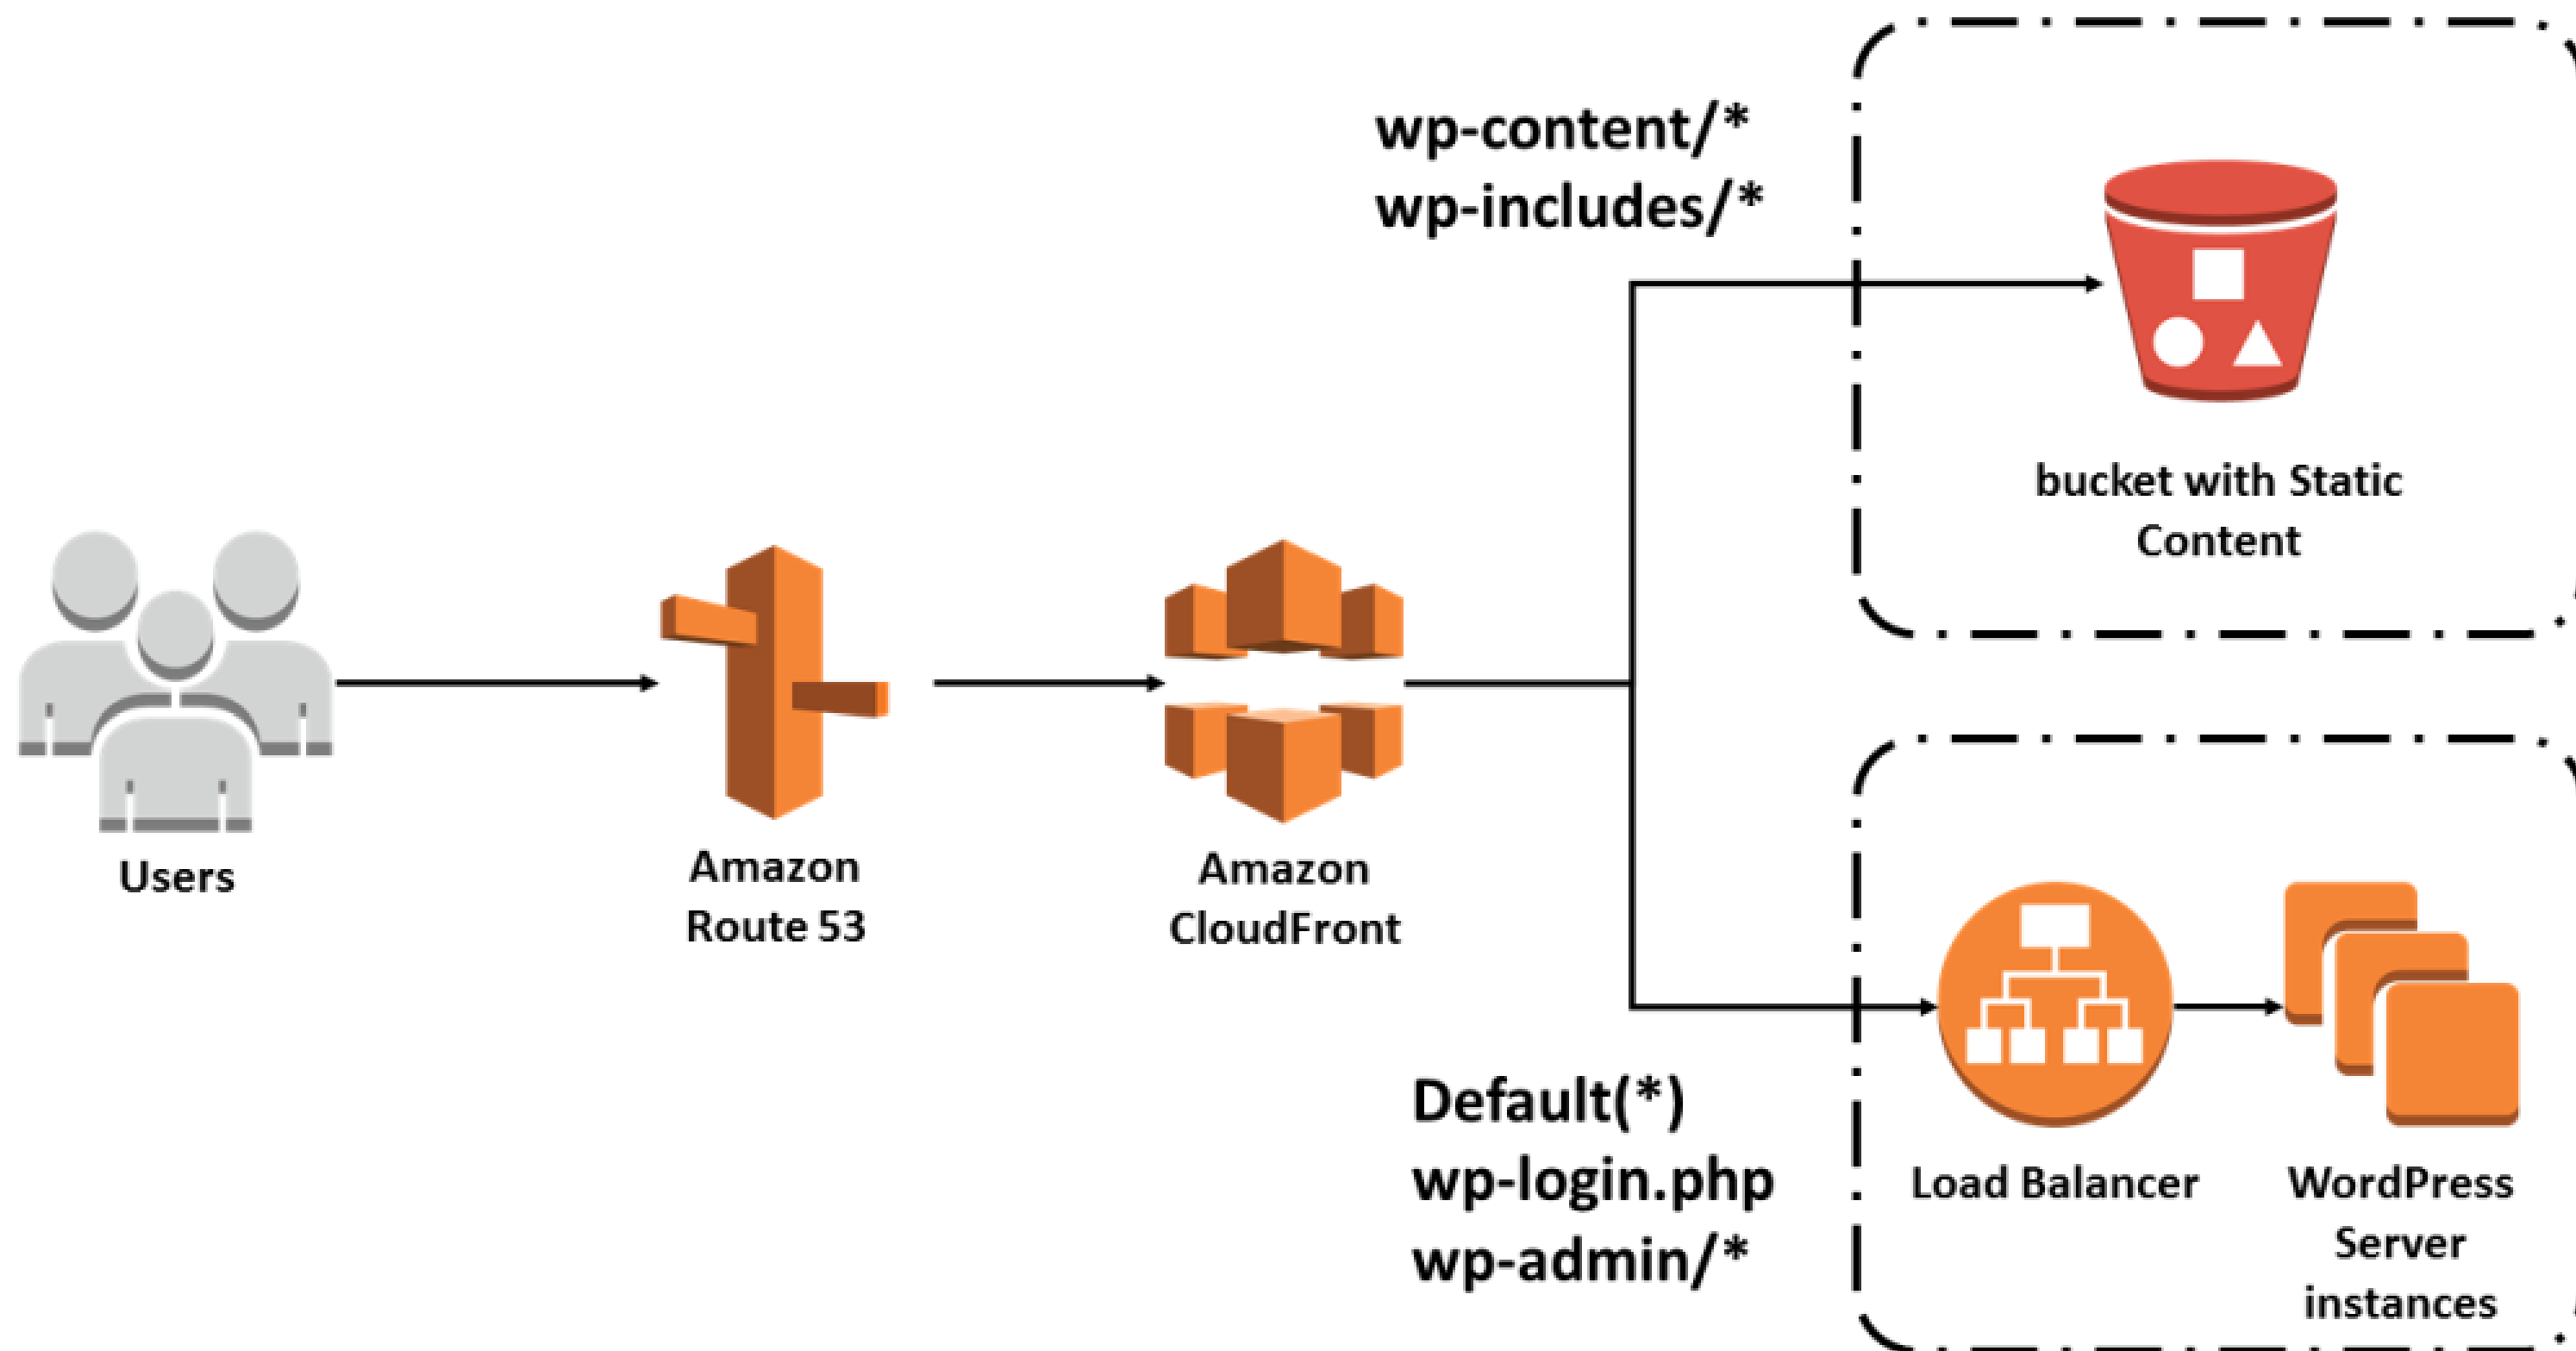 wp-content/*
wp-includes/*
bucket with Static
Content
Users
Amazon
Route 53
Amazon
CloudFront
Default(*)
wp-login.php
wp-admin/*
Load Balancer
WordPress
Server
instances